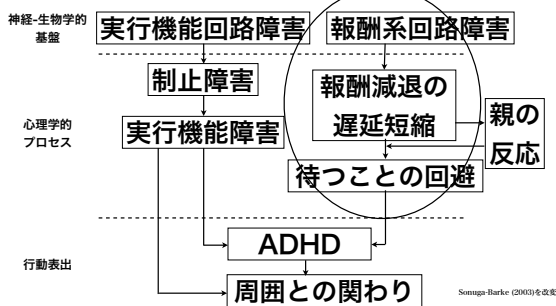 神経-生物学的
基盤
実行機能回路障害
報酬系回路障害
制止障害
報酬減退の
遅延短縮
心理学的
プロセス
実行機能障害
親の
反応
待つことの回避
ADHD
行動表出
周囲との関わり
Sonuga-Barke (2003)を改変